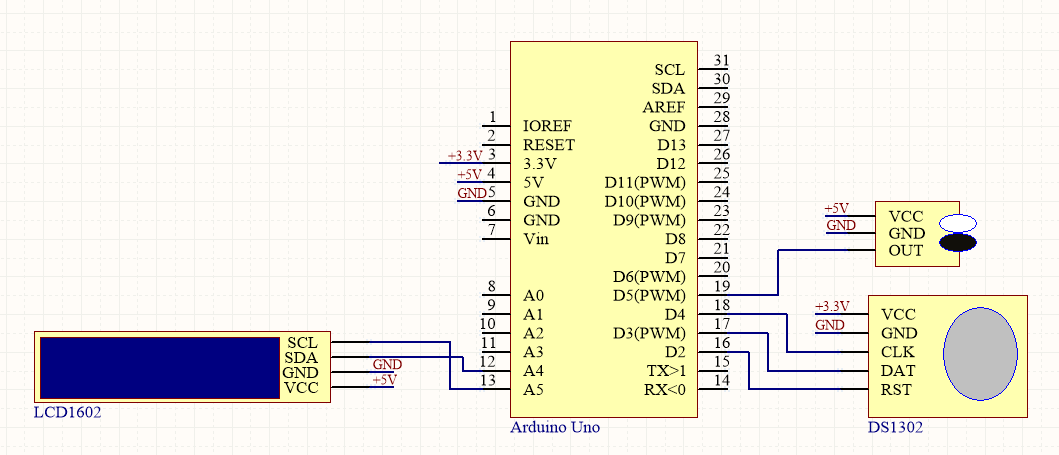 31
SCL
30
SDA
29
AREF
1
28
IOREF
GND
2
27
RESET
D13
+3.3V
3
26
3.3V
D12
+5V
4
25
5V
D11(PWM)
GND
5
24
GND
D10(PWM)
6
23
GND
D9(PWM)
7
22
Vin
D8
21
D7
20
D6(PWM)
8
19
A0
D5(PWM)
9
18
A1
D4
10
17
A2
D3(PWM)
11
16
A3
D2
12
15
A4
TX>1
13
14
A5
RX<0
Arduino Uno
+5V
VCC
GND
GND
OUT
+3.3V
VCC
GND
GND
CLK
DAT
RST
DS1302
SCL
SDA
GND
GND
VCC
+5V
LCD1602